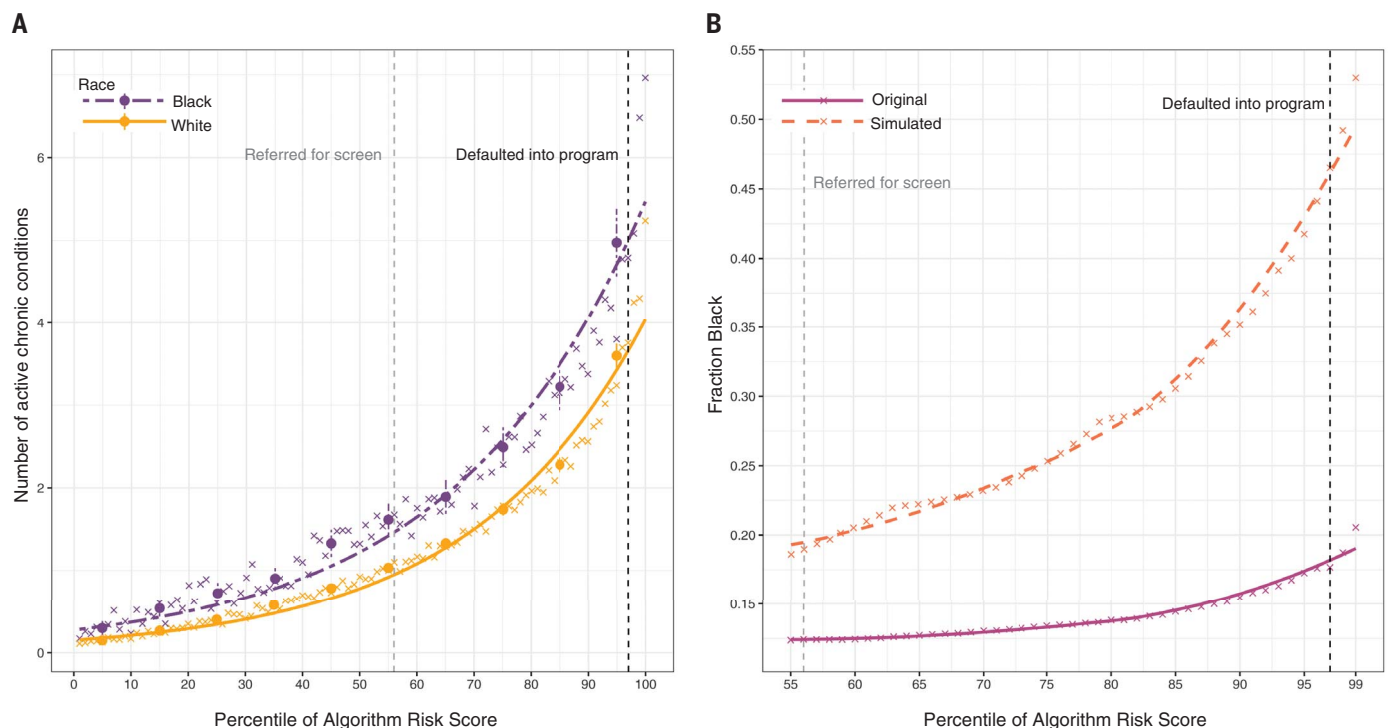 A
Number of active chronic conditions
6
4
2
0
Race
Black
White
Referred for screen
Defaulted into program
0 10 20 30 40 50 60 70 80 90 100
Percentile of Algorithm Risk Score
B
Fraction Black
0.55
0.50
0.45
0.40
0.35
0.30
0.25
0.20
0.15
Original
Simulated
Defaulted into program
Referred for screen
55 60 65 70 75 80 85 90 95 99
Percentile of Algorithm Risk Score